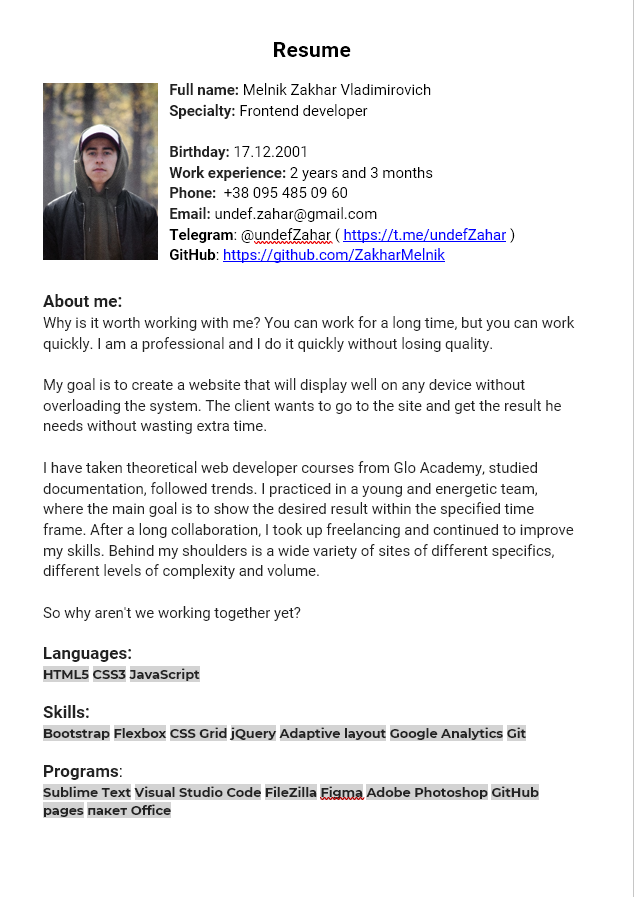 Resume
Full name: Melnik Zakhar Vladimirovich
Specialty: Frontend developer
Birthday: 17.12.2001
Work experience: 2 years and 3 months
Phone:  +38 095 485 09 60
Email: undef.zahar@gmail.com
Telegram: @undefZahar ( https://t.me/undefZahar )
GitHub: https://github.com/ZakharMelnik
About me:
Why is it worth working with me? You can work for a long time, but you can work
quickly. I am a professional and I do it quickly without losing quality.
My goal is to create a website that will display well on any device without
overloading the system. The client wants to go to the site and get the result he
needs without wasting extra time.
I have taken theoretical web developer courses from Glo Academy, studied
documentation, followed trends. I practiced in a young and energetic team,
where the main goal is to show the desired result within the specified time
frame. After a long collaboration, I took up freelancing and continued to improve
my skills. Behind my shoulders is a wide variety of sites of different specifics,
different levels of complexity and volume.
So why aren't we working together yet?
Languages:
HTML5 CSS3 JavaScript
Skills:
Bootstrap Flexbox CSS Grid jQuery Adaptive layout Google Analytics Git
Programs:
Sublime Text Visual Studio Code FileZilla Figma Adobe Photoshop GitHub
pages пакет Office